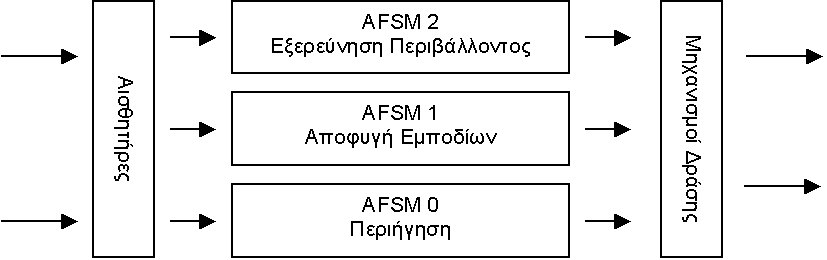 Αισθητήρες
AFSM 2
Εξερεύνηση Περιβάλλοντος
AFSM 1
Αποφυγή Εμποδίων
AFSM 0
Περιήγηση
Μηχανισμοί Δράσης